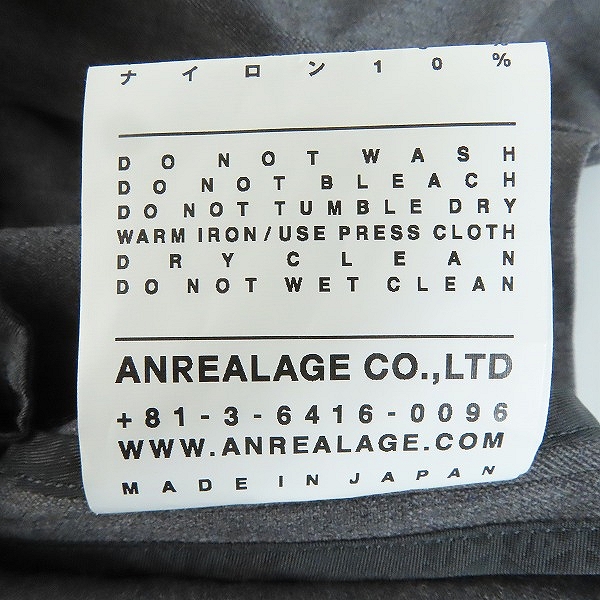 ナイロン10%
DO NOT WASH
DO NOT BLEACH
DO NOT TUMBLE DRY
WARM IRON/USE PRESS CLOTH
DRY CLEAN
DO NOT WET CLEAN
ANREALAGE CO.,LTD
+81-3-6416-0096
WWW.ANREALAGE.COM
MADE IN JAPAN